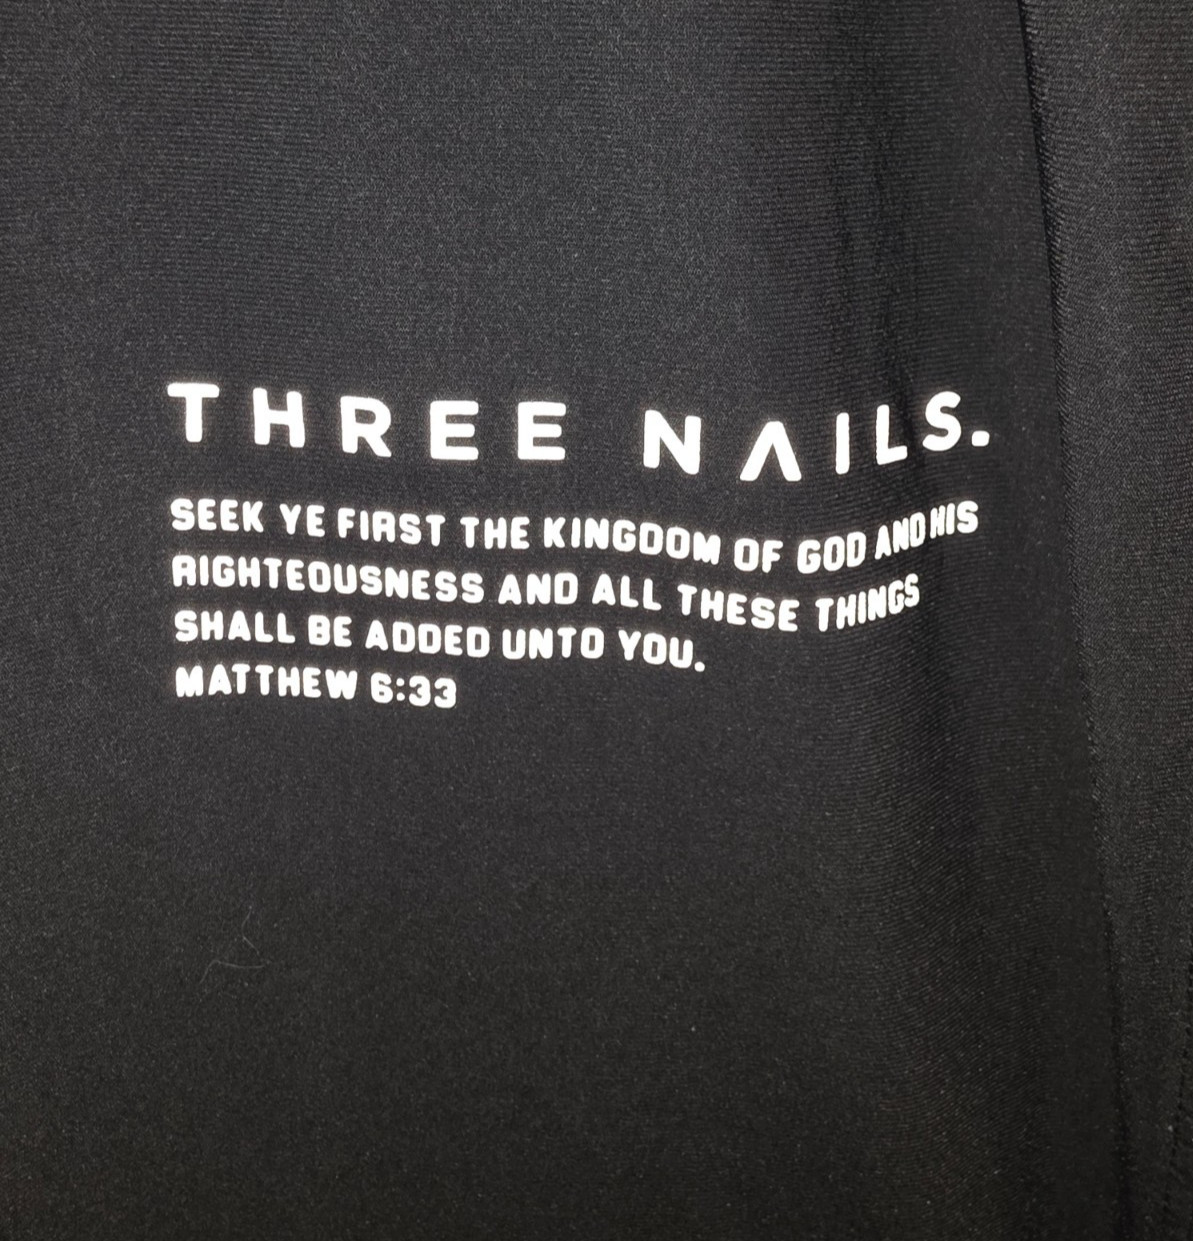 THREE NAILS.
SEEK YE FIRST THE KINGDOM OF GOD AND HIS
RIGHTEOUSNESS AND ALL THESE THINGS
SHALL BE ADDED UNTO YOU.
MATTHEW 6:33